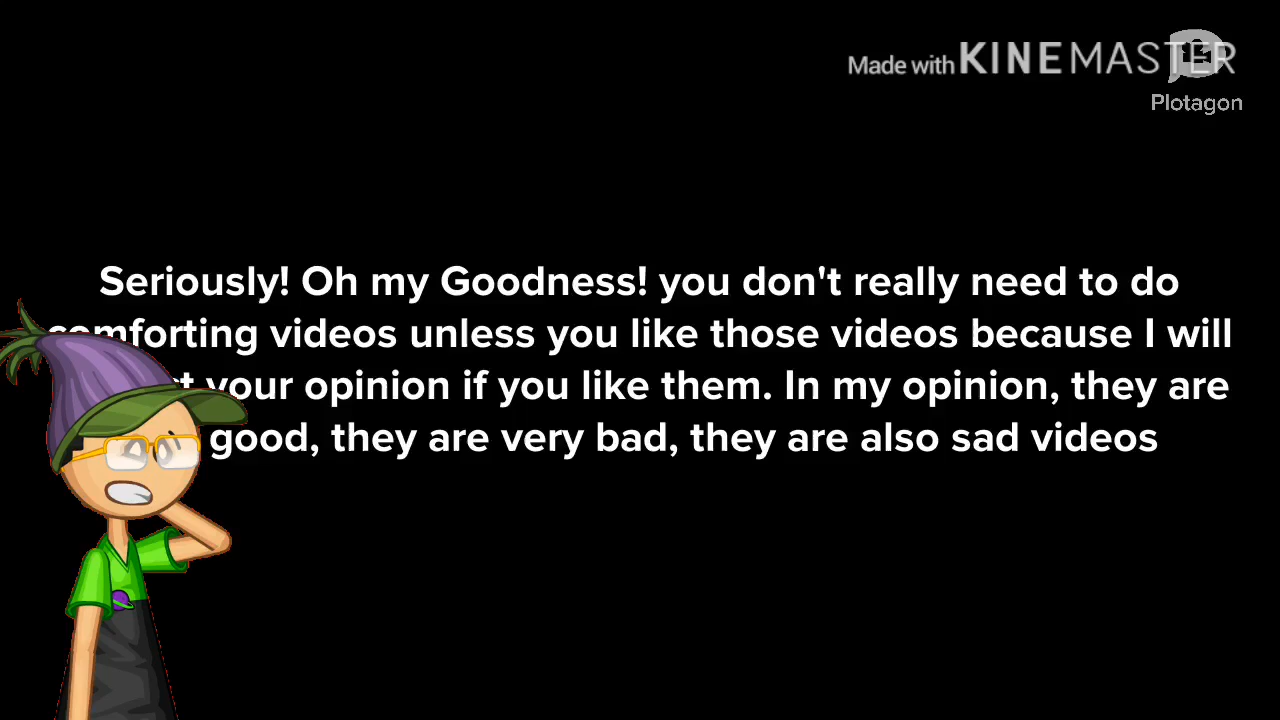 Made with KINEMASTER
Plotagon
Seriously! Oh my Goodness! you don't really need to do
comforting videos unless you like those videos because I will
your opinion if you like them. In my opinion, they are
good, they are very bad, they are also sad videos